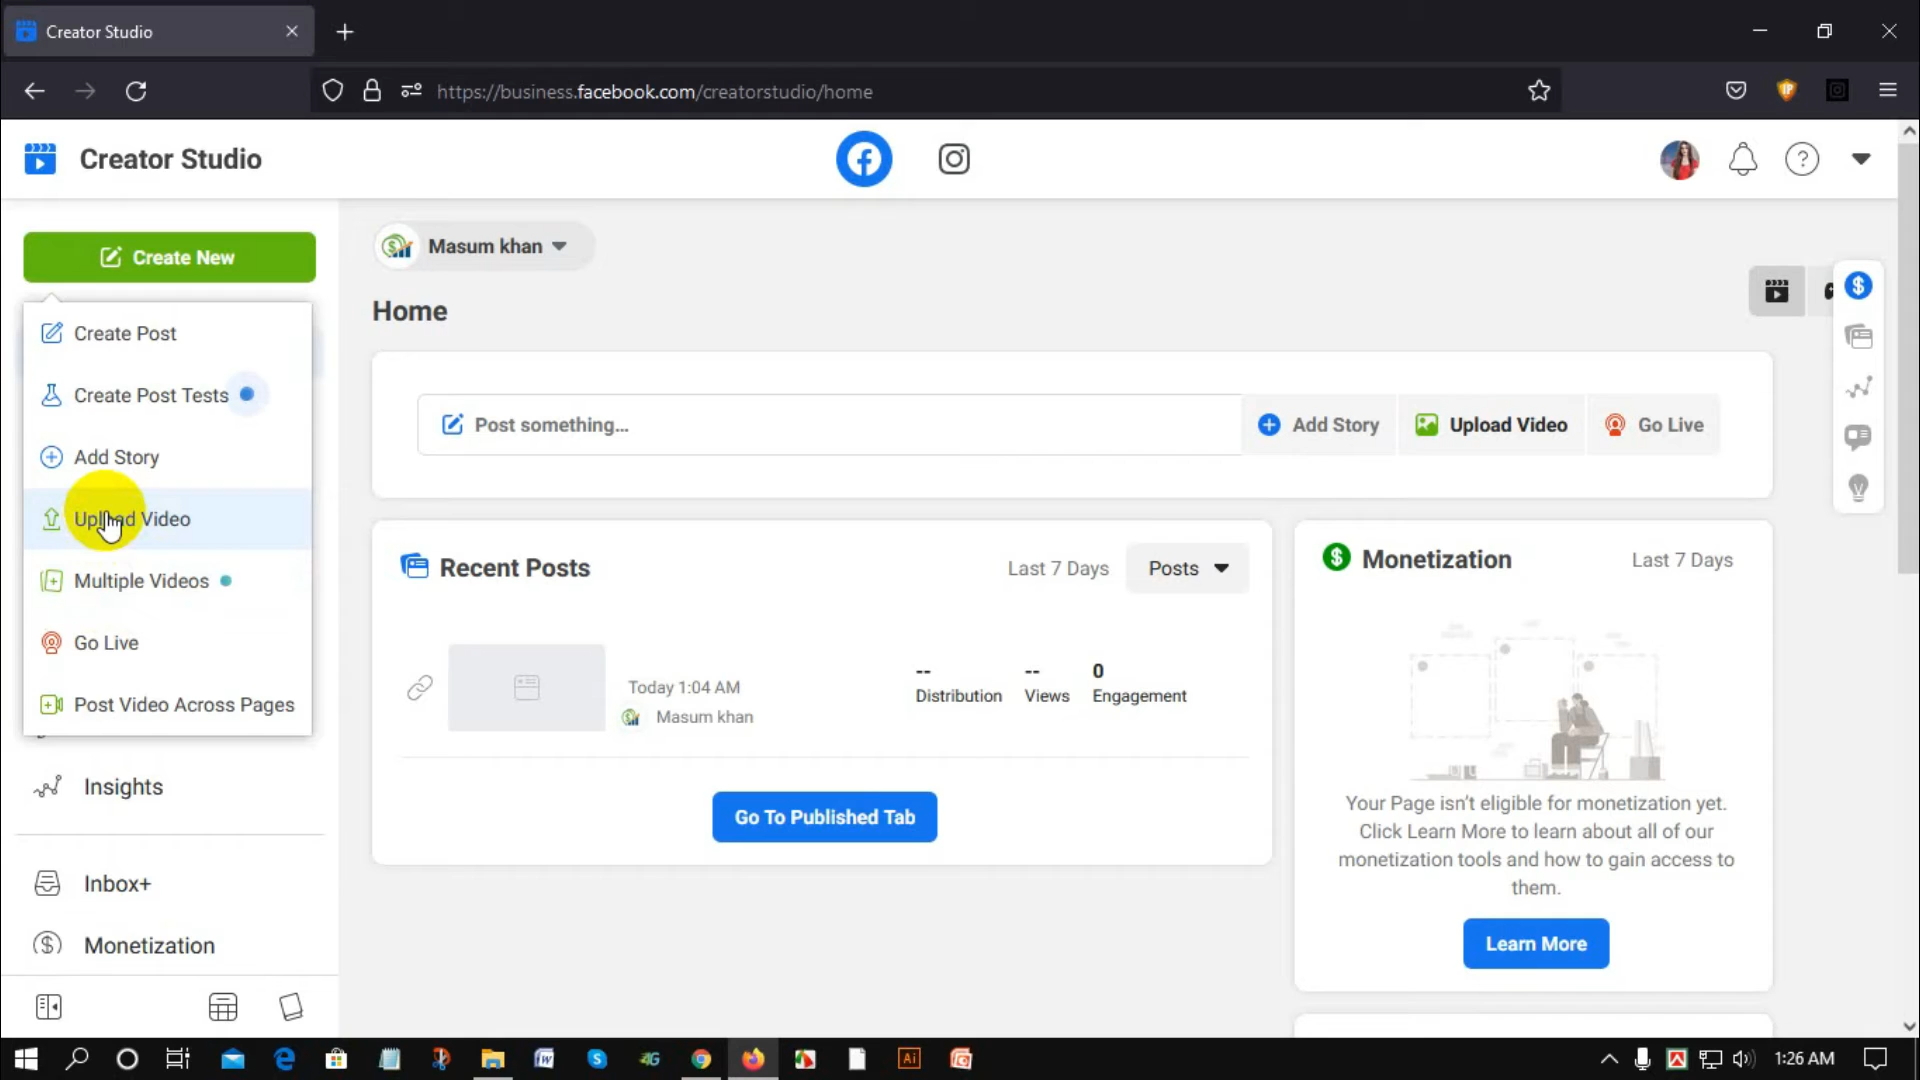 Creator Studio
https://business.facebook.com/creatorstudio/home
Creator Studio
Create New
Create Post
Create Post Tests
Add Story
Upload Video
Multiple Videos
Go Live
Post Video Across Pages
Insights
Inbox+
Monetization
Masum khan
Home
Post something...
Add Story
Upload Video
Go Live
Recent Posts
Last 7 Days
Posts
Today 1:04 AM
Masum khan
--
Distribution
--
Views
0
Engagement
Go To Published Tab
Monetization
Last 7 Days
Your Page isn't eligible for monetization yet.
Click Learn More to learn about all of our
monetization tools and how to gain access to
them.
Learn More
Ai
1:26 AM